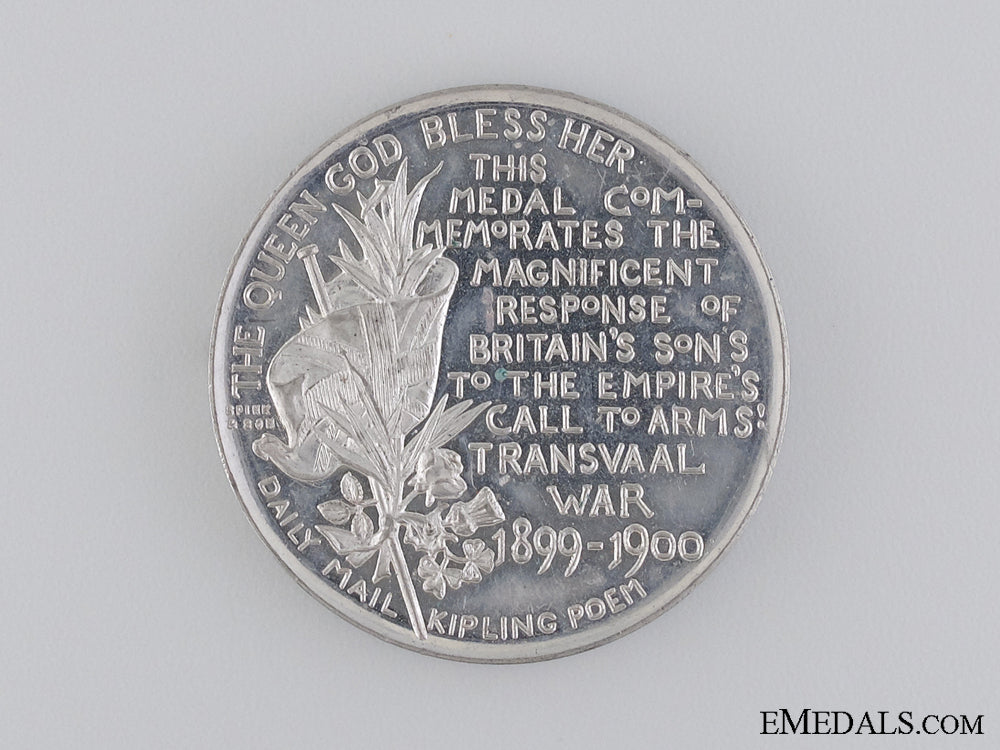 THE QUEEN GOD BLESS HER
THIS
MEDAL COM-
MEMORATES THE
MAGNIFICENT
RESPONSE OF
BRITAIN'S SONS
TO THE EMPIRE'S
CALL TO ARMS!
TRANSVAAL
WAR
1899-1900
SPINK
& SON
DAILY MAIL KIPLING POEM
EMEDALS.COM